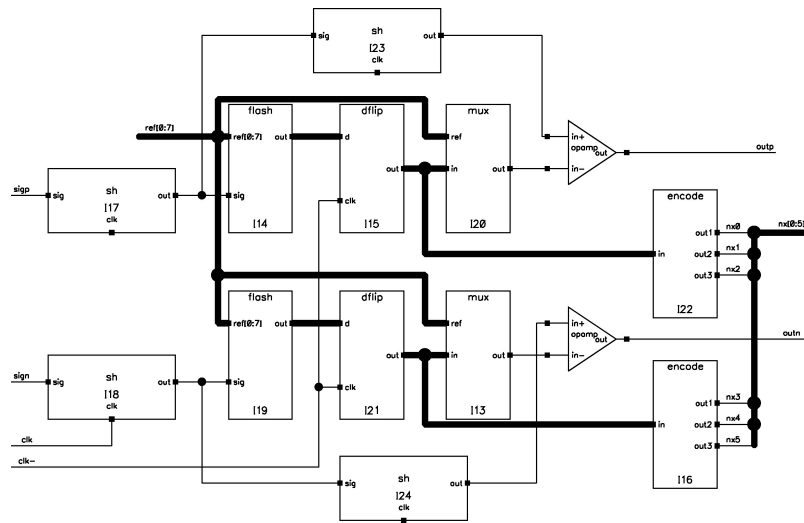 sh
sig out
I23
clk
flash dflip mux
ref[0:7] ref[0:7] out d ref in+
opamp out outp
out in out in-
sigp sh
sig out sig clk encode
I17
clk I14 I15 I20 out1 nx0 nx[0:5]
in out2 nx1
out3 nx2
flash dflip mux
I22
ref[0:7] out d ref in+
opamp out outn
out in out in-
sign sh encode
sig out sig clk
I18
clk I19 I21 I13 out1 nx3
in out2 nx4
clk out3 nx5
clk-
sh
sig out I16
I24
clk